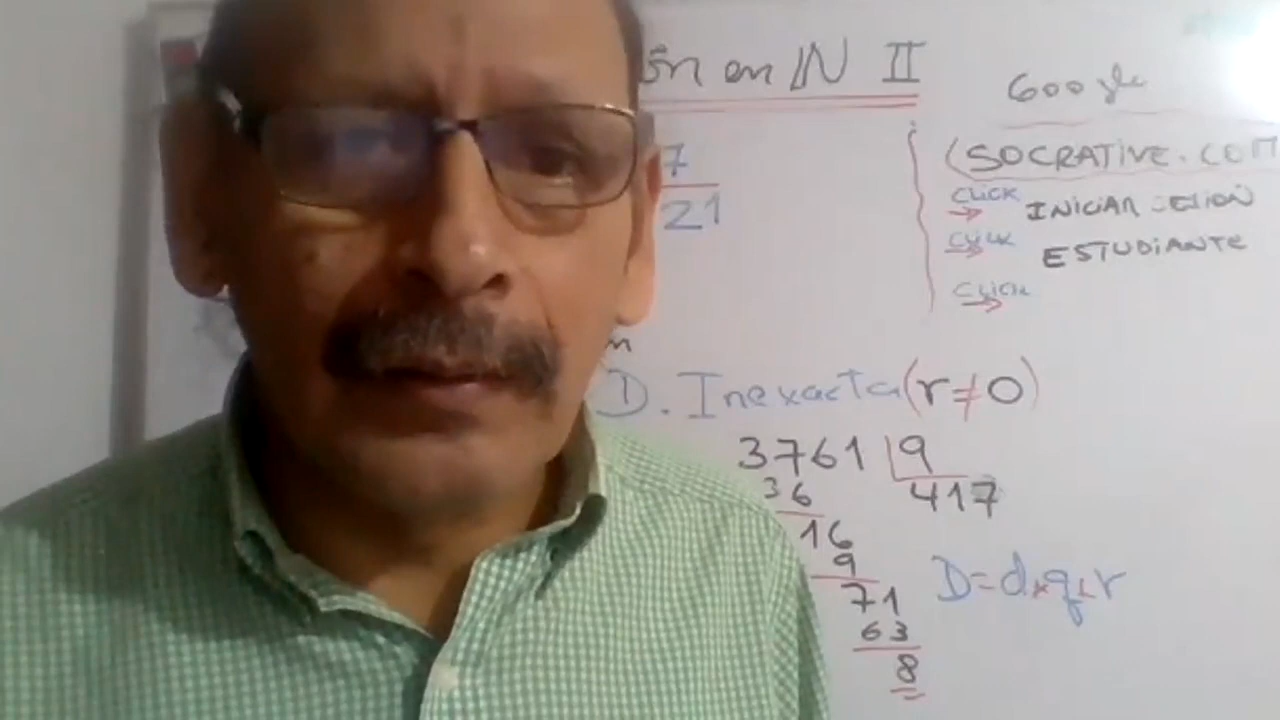 ón en IN II
7
21
Google
(SOCRATIVE.COM
CLICK INICIAR SESION
CLICK ESTUDIANTE
CLICK
D. Inexacta (r≠0)
3761 9
36 417
16
9
71
63
8
D=dxq+r